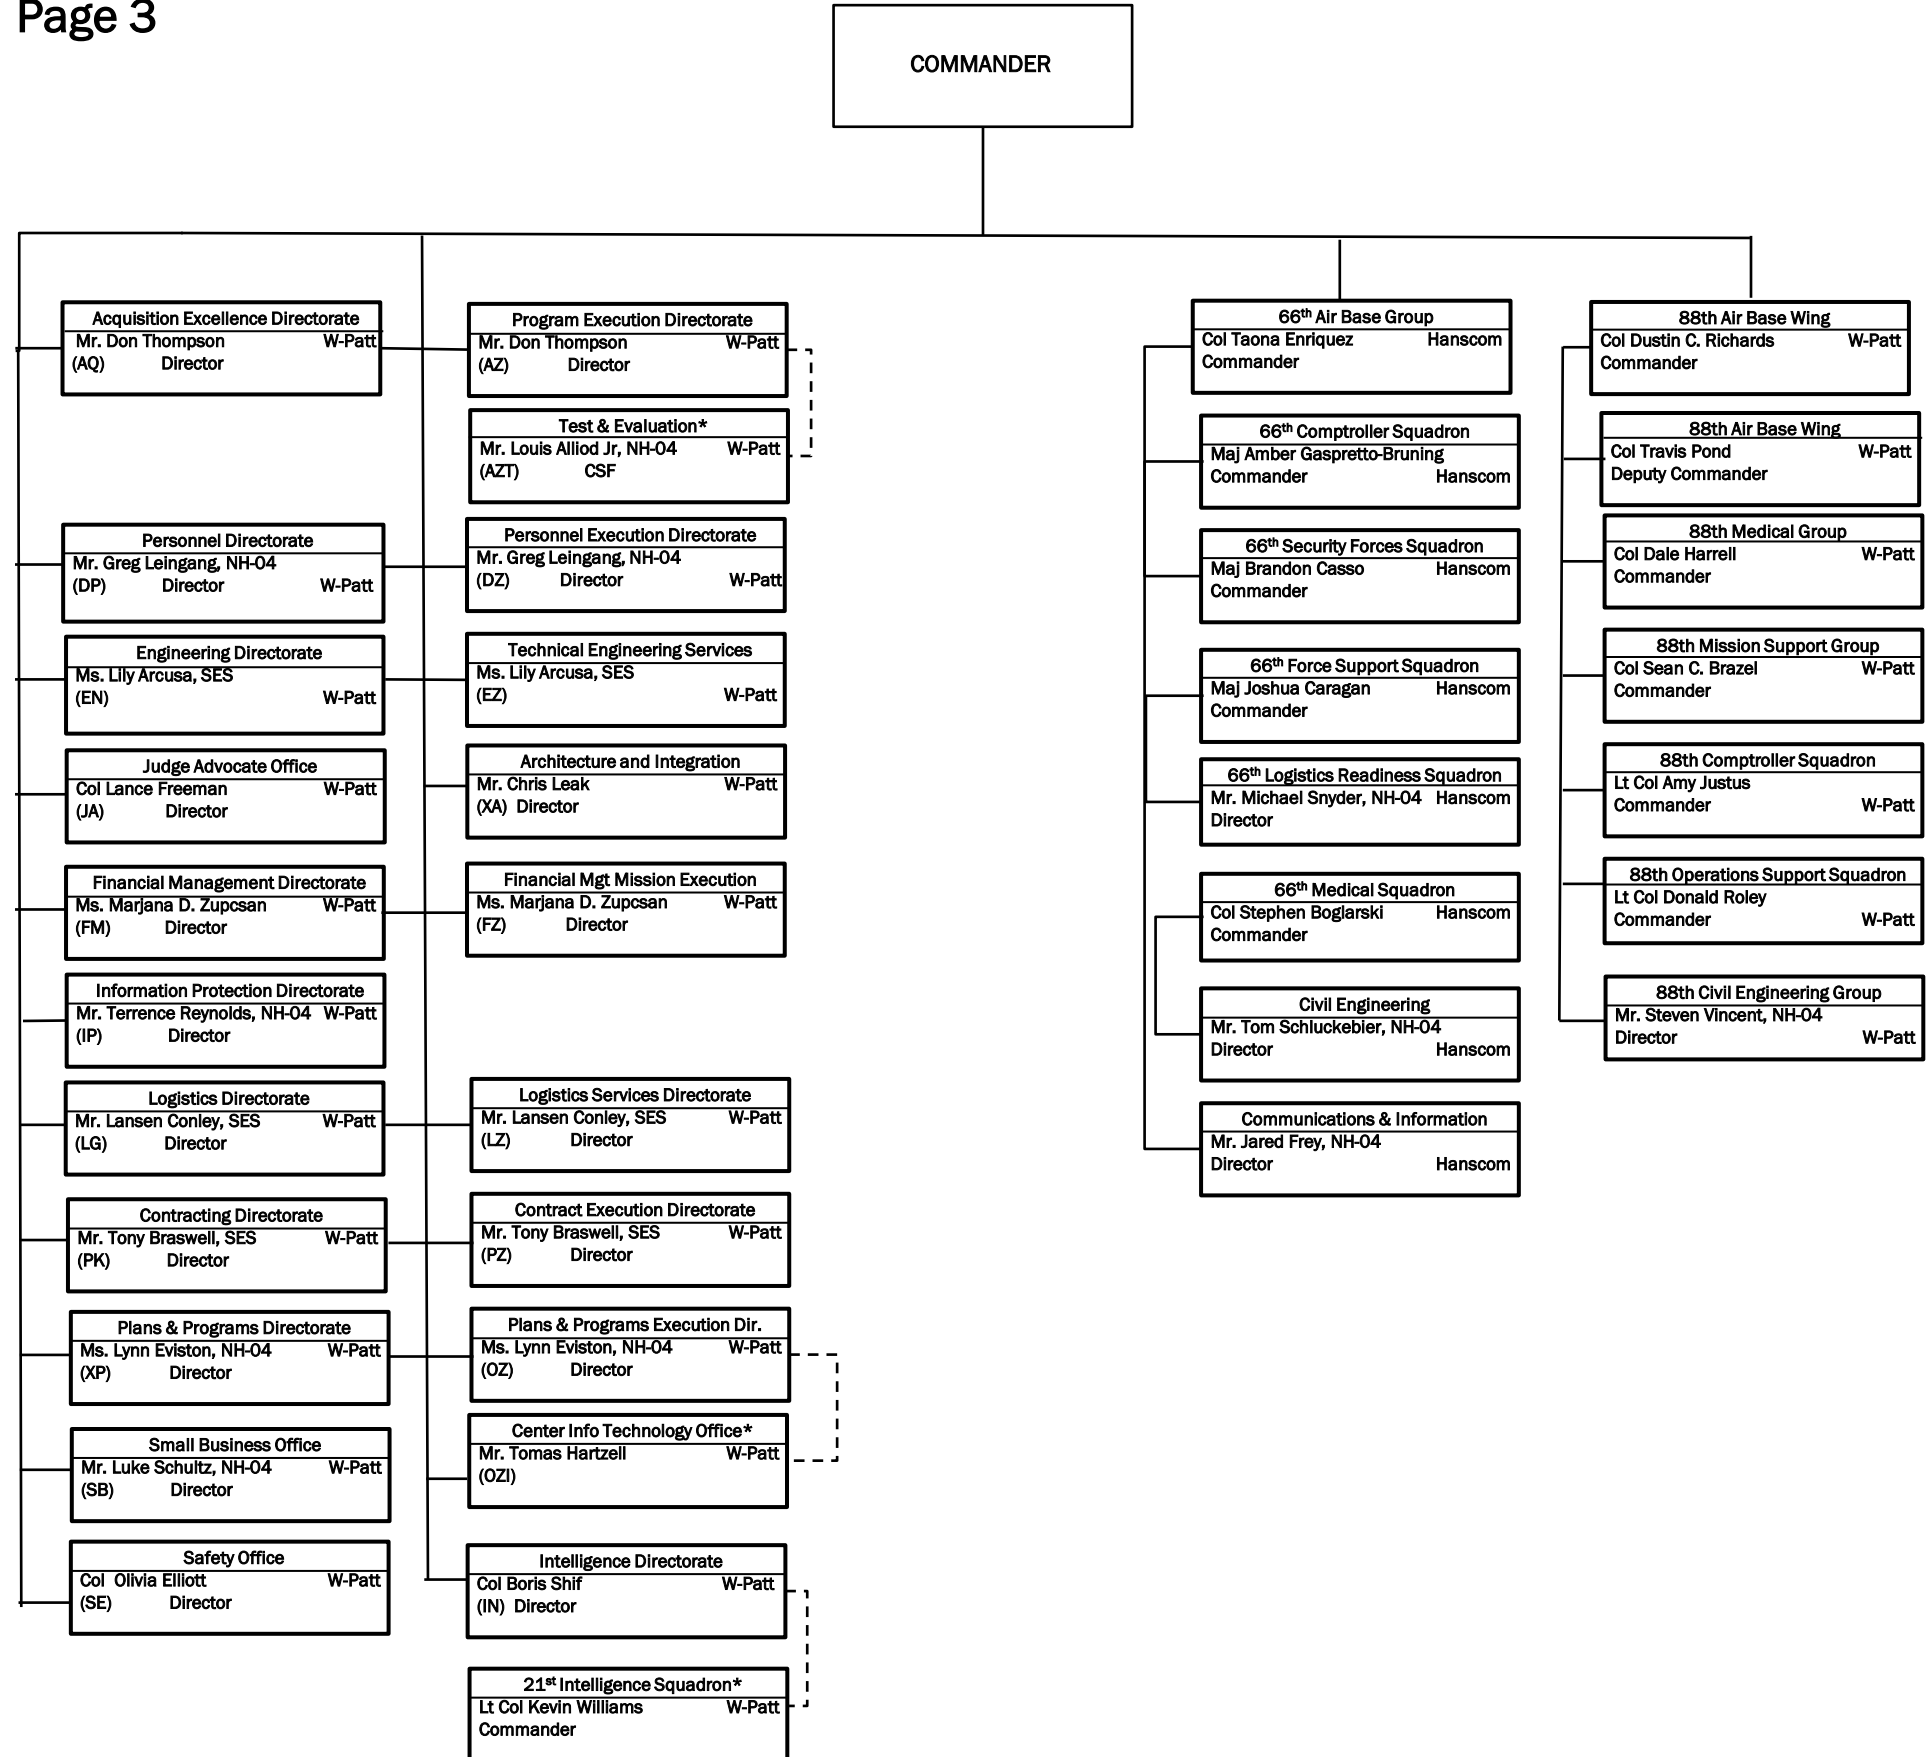 Page 3
COMMANDER
Acquisition Excellence Directorate
Mr. Don Thompson W-Patt
(AQ) Director
Personnel Directorate
Mr. Greg Leingang, NH-04
(DP) Director W-Patt
Engineering Directorate
Ms. Lily Arcusa, SES
(EN) W-Patt
Judge Advocate Office
Col Lance Freeman W-Patt
(JA) Director
Financial Management Directorate
Ms. Marjana D. Zupcsan W-Patt
(FM) Director
Information Protection Directorate
Mr. Terrence Reynolds, NH-04 W-Patt
(IP) Director
Logistics Directorate
Mr. Lansen Conley, SES W-Patt
(LG) Director
Contracting Directorate
Mr. Tony Braswell, SES W-Patt
(PK) Director
Plans & Programs Directorate
Ms. Lynn Eviston, NH-04 W-Patt
(XP) Director
Small Business Office
Mr. Luke Schultz, NH-04 W-Patt
(SB) Director
Safety Office
Col Olivia Elliott W-Patt
(SE) Director
Program Execution Directorate
Mr. Don Thompson W-Patt
(AZ) Director
Test & Evaluation*
Mr. Louis Alliod Jr, NH-04 W-Patt
(AZT) CSF
Personnel Execution Directorate
Mr. Greg Leingang, NH-04
(DZ) Director W-Patt
Technical Engineering Services
Ms. Lily Arcusa, SES
(EZ) W-Patt
Architecture and Integration
Mr. Chris Leak W-Patt
(XA) Director
Financial Mgt Mission Execution
Ms. Marjana D. Zupcsan W-Patt
(FZ) Director
Logistics Services Directorate
Mr. Lansen Conley, SES W-Patt
(LZ) Director
Contract Execution Directorate
Mr. Tony Braswell, SES W-Patt
(PZ) Director
Plans & Programs Execution Dir.
Ms. Lynn Eviston, NH-04 W-Patt
(OZ) Director
Center Info Technology Office*
Mr. Tomas Hartzell W-Patt
(OZI)
Intelligence Directorate
Col Boris Shif W-Patt
(IN) Director
21st Intelligence Squadron*
Lt Col Kevin Williams W-Patt
Commander
66th Air Base Group
Col Taona Enriquez Hanscom
Commander
66th Comptroller Squadron
Maj Amber Gaspretto-Bruning
Commander Hanscom
66th Security Forces Squadron
Maj Brandon Casso Hanscom
Commander
66th Force Support Squadron
Maj Joshua Caragan Hanscom
Commander
66th Logistics Readiness Squadron
Mr. Michael Snyder, NH-04 Hanscom
Director
66th Medical Squadron
Col Stephen Boglarski Hanscom
Commander
Civil Engineering
Mr. Tom Schluckebier, NH-04
Director Hanscom
Communications & Information
Mr. Jared Frey, NH-04
Director Hanscom
88th Air Base Wing
Col Dustin C. Richards W-Patt
Commander
88th Air Base Wing
Col Travis Pond W-Patt
Deputy Commander
88th Medical Group
Col Dale Harrell W-Patt
Commander
88th Mission Support Group
Col Sean C. Brazel W-Patt
Commander
88th Comptroller Squadron
Lt Col Amy Justus
Commander W-Patt
88th Operations Support Squadron
Lt Col Donald Roley
Commander W-Patt
88th Civil Engineering Group
Mr. Steven Vincent, NH-04
Director W-Patt